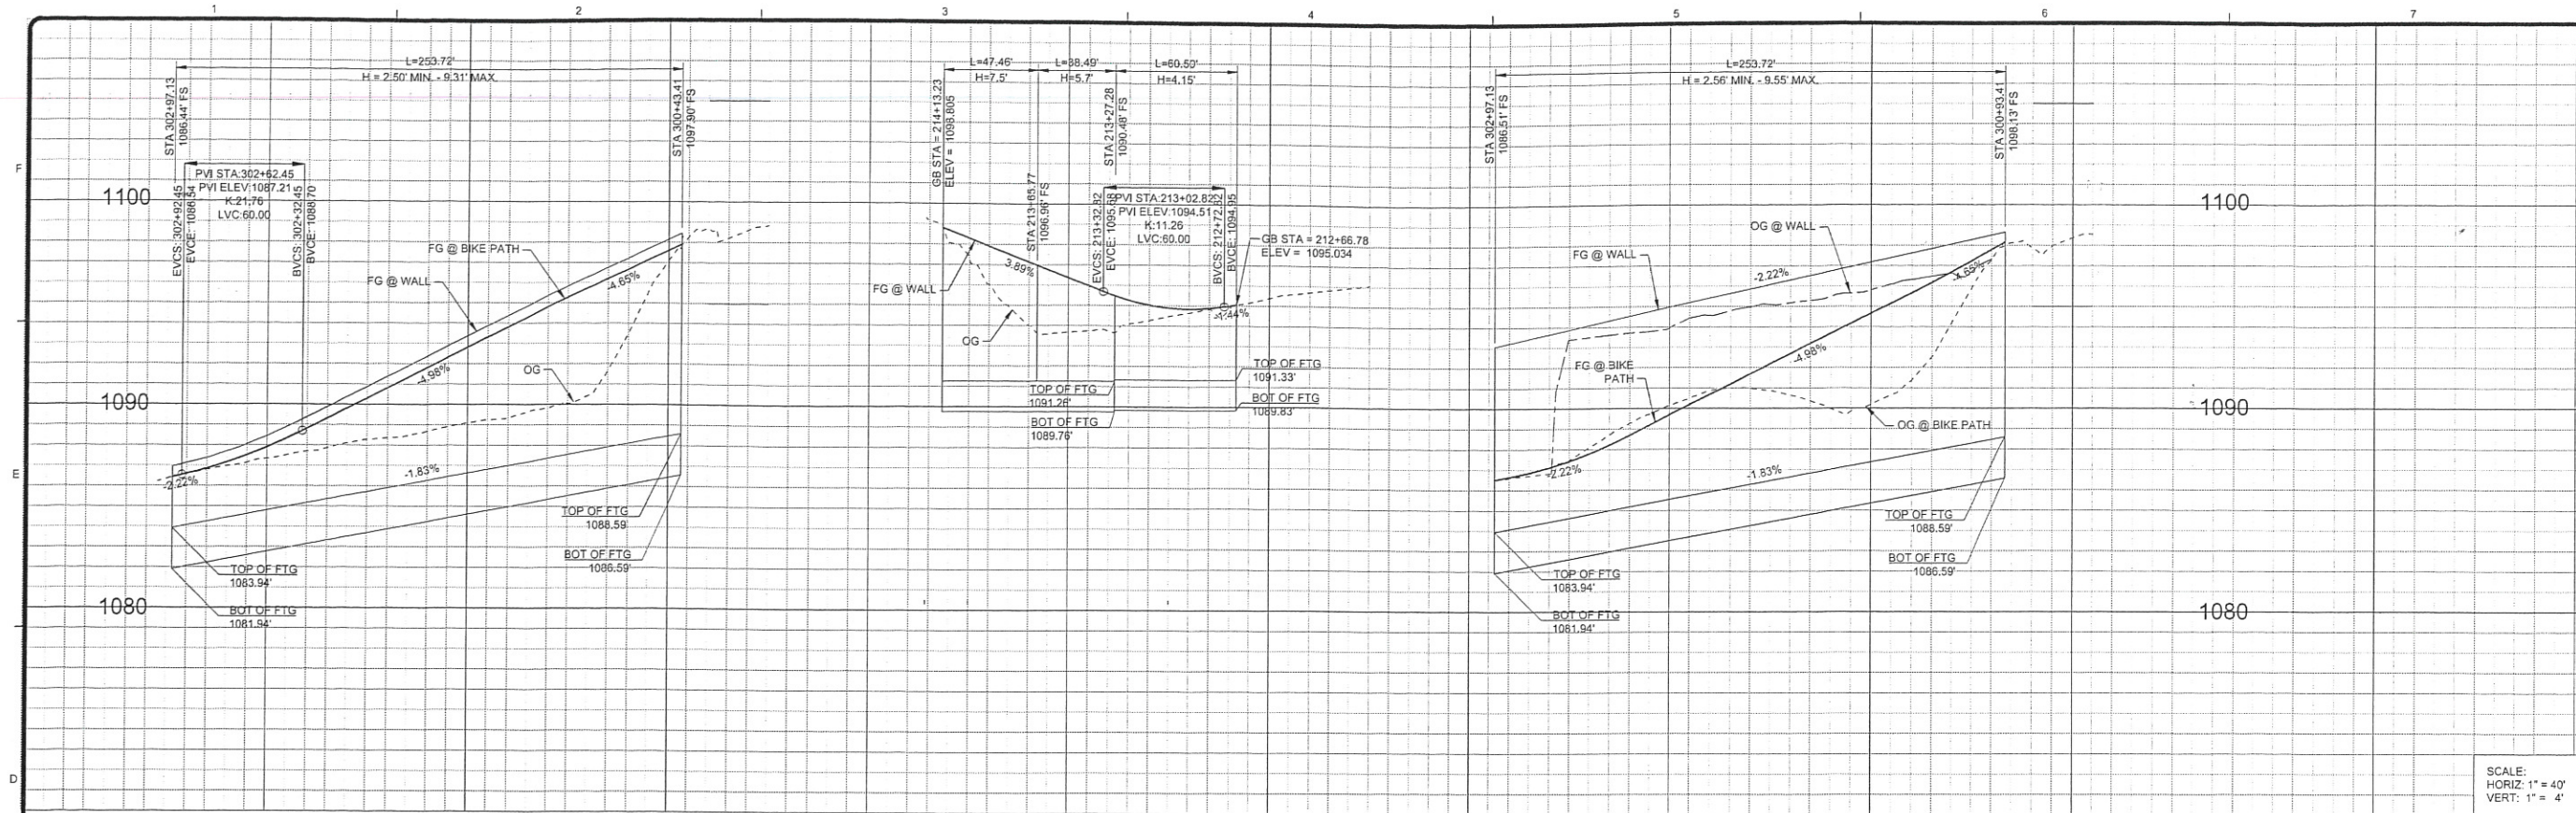 1 2 3 4 5 6 7
F
E
D
L=253.72'
H = 2.50' MIN. - 9.31' MAX.
STA 302+97.13
1086.44' FS
STA 300+43.41
1097.90' FS
PVI STA:302+62.45
PVI ELEV:1087.21
K:21.76
LVC:60.00
EVCS: 302+92.45
EVCE: 1086.54
BVCS: 302+32.45
BVCE: 1088.70
1100
1090
1080
FG @ BIKE PATH
FG @ WALL
-4.65%
-4.98%
OG
-2.22%
-1.83%
TOP OF FTG
1088.59'
BOT OF FTG
1086.59'
TOP OF FTG
1083.94'
BOT OF FTG
1081.94'
L=47.46'
H=7.5'
L=38.49'
H=5.7'
L=60.50'
H=4.15'
GB STA = 214+13.23
ELEV = 1098.805
STA 213+65.77
1096.96' FS
STA 213+27.28
1090.48' FS
EVCS: 213+32.82
EVCE: 1095.68
PVI STA:213+02.82
PVI ELEV:1094.51
K:11.26
LVC:60.00
BVCS: 212+72.82
BVCE: 1094.95
GB STA = 212+66.78
ELEV = 1095.034
3.89%
FG @ WALL
OG
TOP OF FTG
1091.33'
TOP OF FTG
1091.26'
BOT OF FTG
1089.83'
BOT OF FTG
1089.76'
L=253.72'
H = 2.56' MIN. - 9.55' MAX.
STA 302+97.13
1086.51' FS
STA 300+93.41
1098.13' FS
OG @ WALL
FG @ WALL
-2.22%
-4.65%
-4.98%
FG @ BIKE
PATH
OG @ BIKE PATH
-2.22%
-1.83%
TOP OF FTG
1088.59'
BOT OF FTG
1086.59'
TOP OF FTG
1083.94'
BOT OF FTG
1081.94'
1100
1090
1080
SCALE:
HORIZ: 1" = 40'
VERT: 1" = 4'